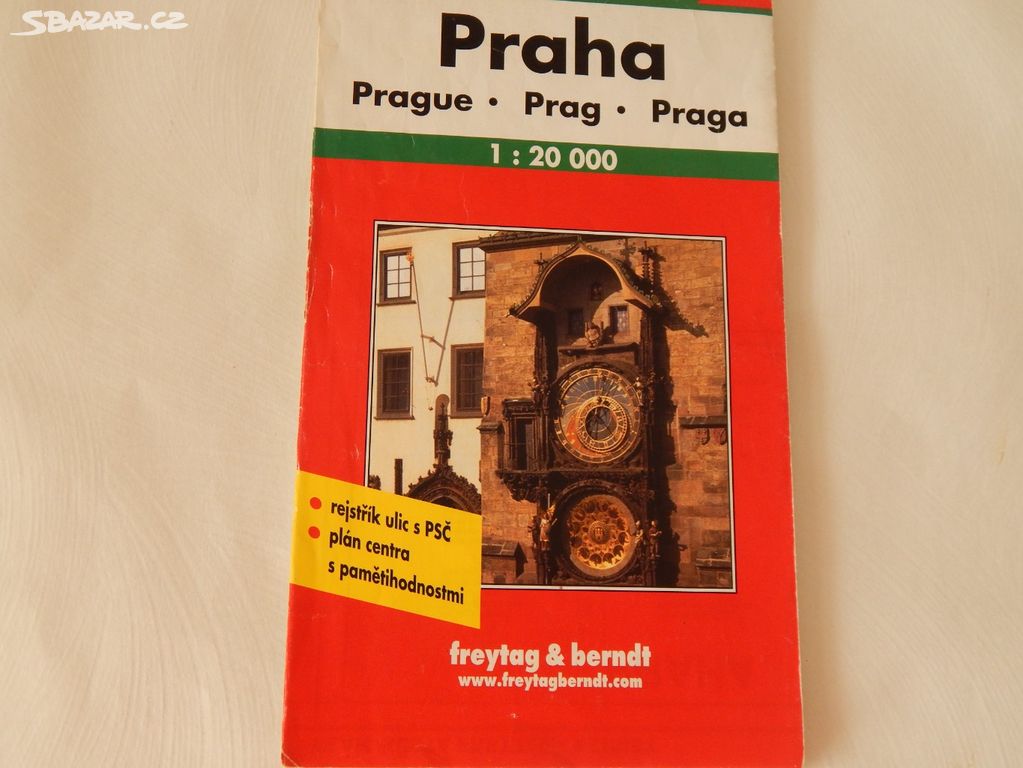 SBAZAR.CZ
Praha
Prague • Prag • Praga
1 : 20 000
• rejstřík ulic s PSČ
• plán centra
s pamětihodnostmi
freytag & berndt
www.freytagberndt.com